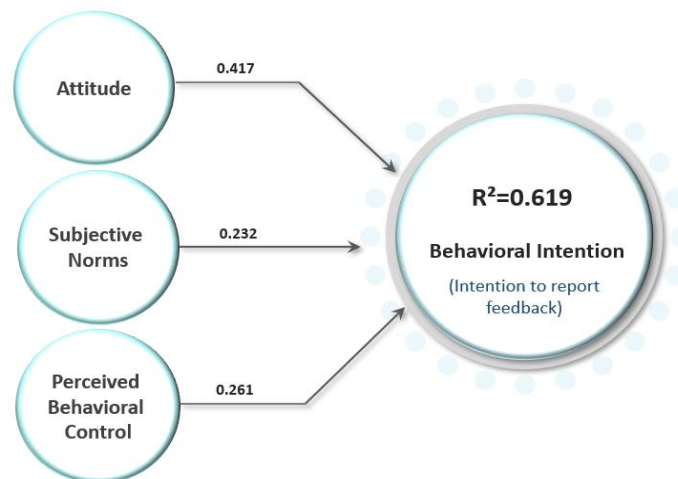 Attitude
0.417
Subjective
Norms
0.232
Perceived
Behavioral
Control
0.261
R²=0.619
Behavioral Intention
(Intention to report
feedback)